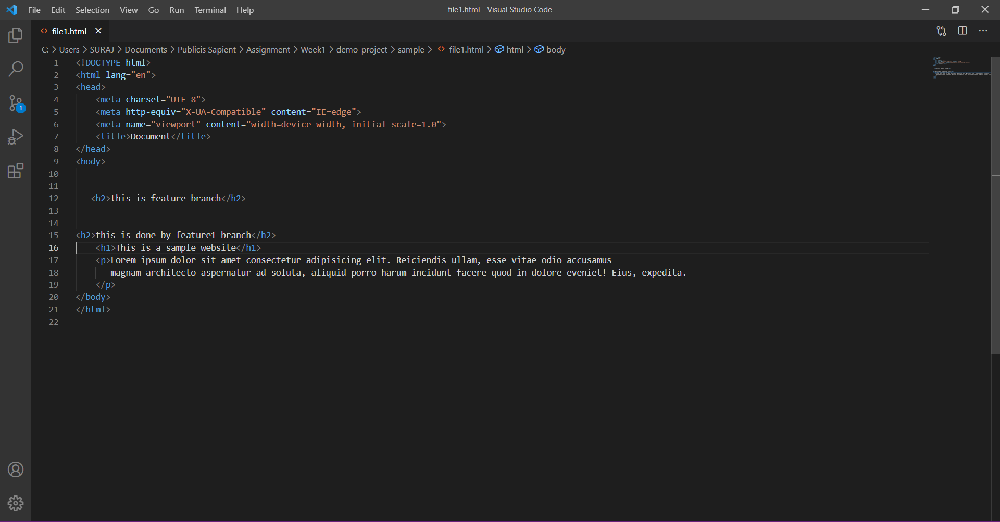 File Edit Selection View Go Run Terminal Help file1.html - Visual Studio Code
file1.html
C: > Users > SURAJ > Documents > Publicis Sapient > Assignment > Week1 > demo-project > sample > file1.html > html > body
1 <!DOCTYPE html>
2 <html lang="en">
3 <head>
4 <meta charset="UTF-8">
5 <meta http-equiv="X-UA-Compatible" content="IE=edge">
6 <meta name="viewport" content="width=device-width, initial-scale=1.0">
7 <title>Document</title>
8 </head>
9 <body>
10
11
12 <h2>this is feature branch</h2>
13
14
15 <h2>this is done by feature1 branch</h2>
16 <h1>This is a sample website</h1>
17 <p>Lorem ipsum dolor sit amet consectetur adipisicing elit. Reiciendis ullam, esse vitae odio accusamus
18 magnam architecto aspernatur ad soluta, aliquid porro harum incidunt facere quod in dolore eveniet! Eius, expedita.
19 </p>
20 </body>
21 </html>
22
1